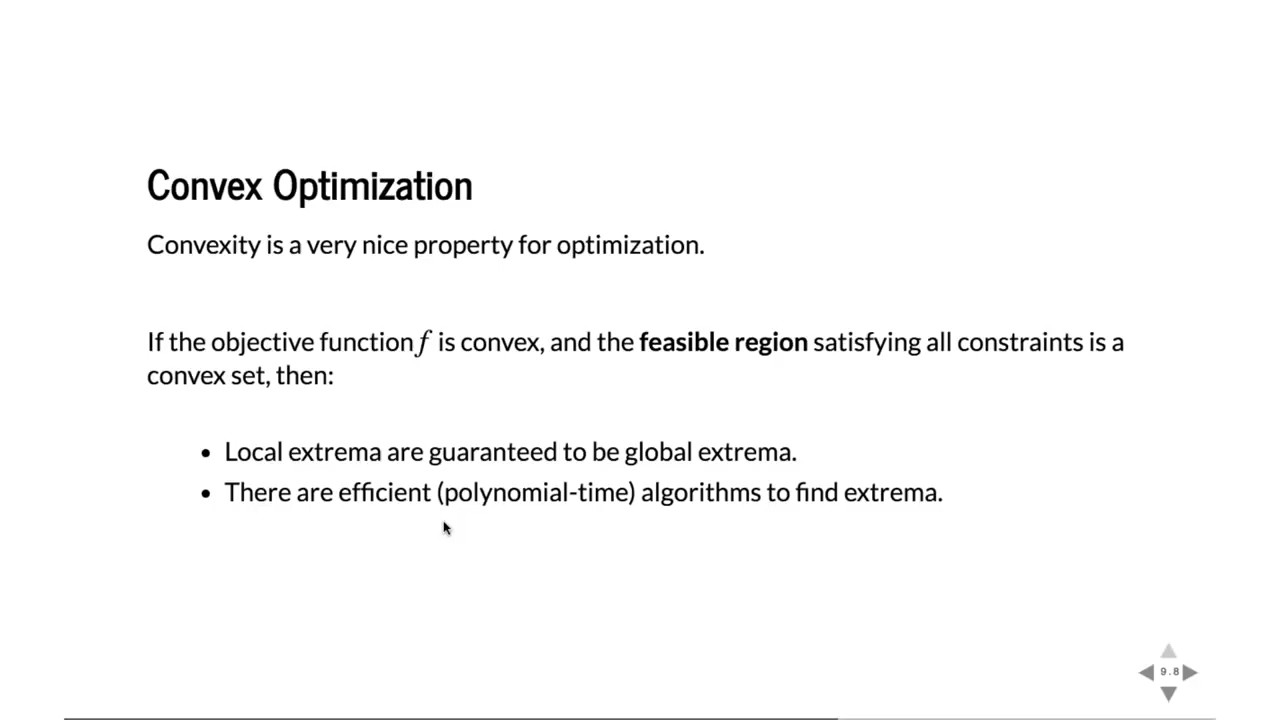 Convex Optimization
Convexity is a very nice property for optimization.
If the objective function f is convex, and the feasible region satisfying all constraints is a
convex set, then:
• Local extrema are guaranteed to be global extrema.
• There are efficient (polynomial-time) algorithms to find extrema.
9.8